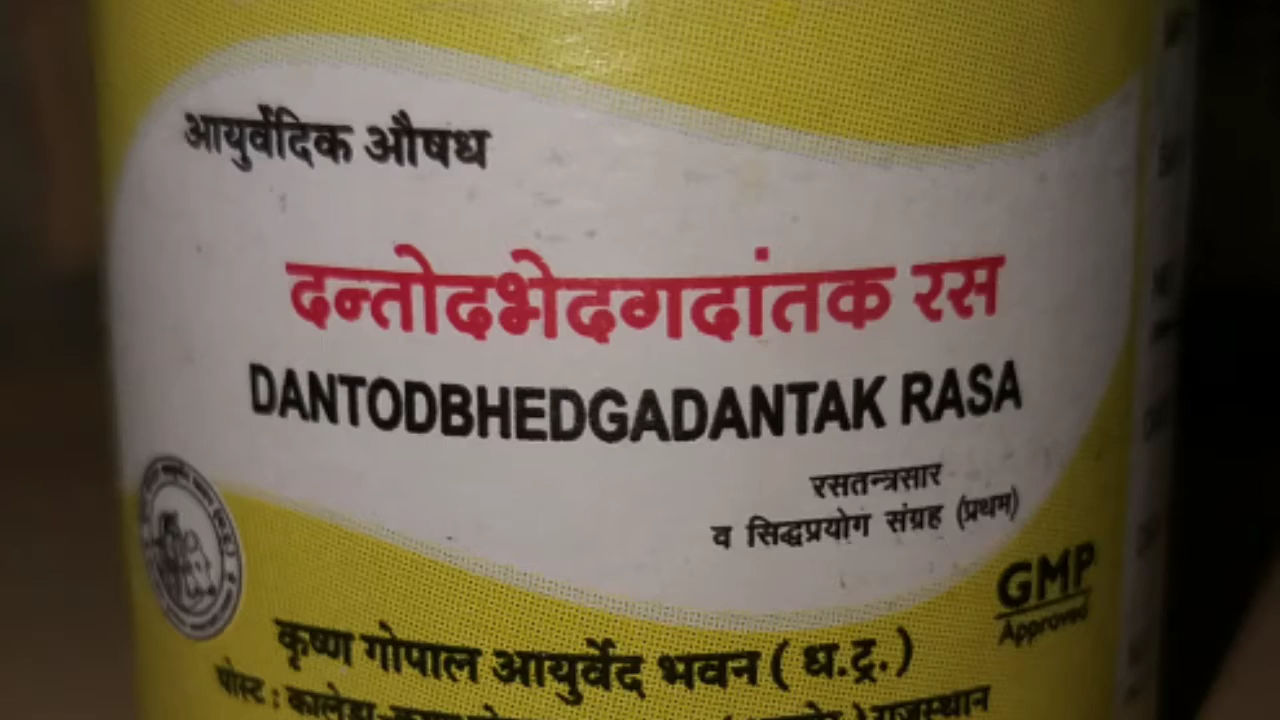 आयुर्वेदिक औषध
दन्तोदभेदगदांतक रस
DANTODBHEDGADANTAK RASA
रसतन्त्रसार
व सिद्धप्रयोग संग्रह (प्रथम)
GMP
Approved
कृष्ण गोपाल आयुर्वेद भवन ( ध.ट्र. )
पोस्ट : कालेड़ा- राजस्थान